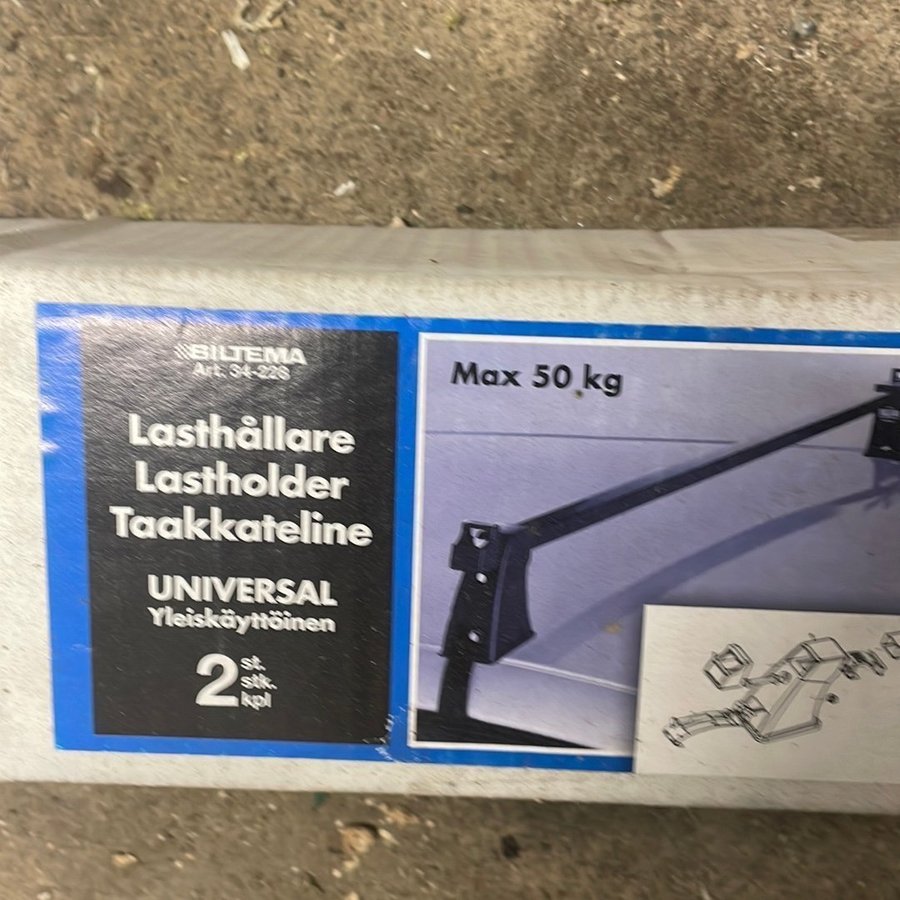 BILTEMA
Art. 34-228
Lasthållare
Lastholder
Taakkateline
UNIVERSAL
Yleiskäyttöinen
2 st.
stk.
kpl
Max 50 kg